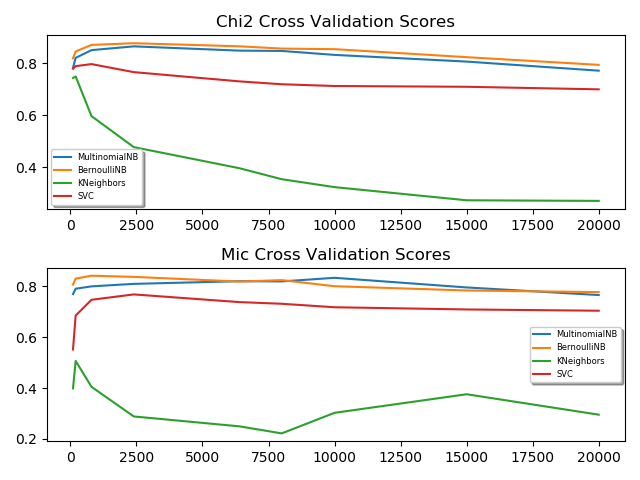 Chi2 Cross Validation Scores
0.8
0.6
0.4
MultinomialNB
BernoulliNB
KNeighbors
SVC
0 2500 5000 7500 10000 12500 15000 17500 20000
Mic Cross Validation Scores
0.8
0.6
0.4
0.2
MultinomialNB
BernoulliNB
KNeighbors
SVC
0 2500 5000 7500 10000 12500 15000 17500 20000